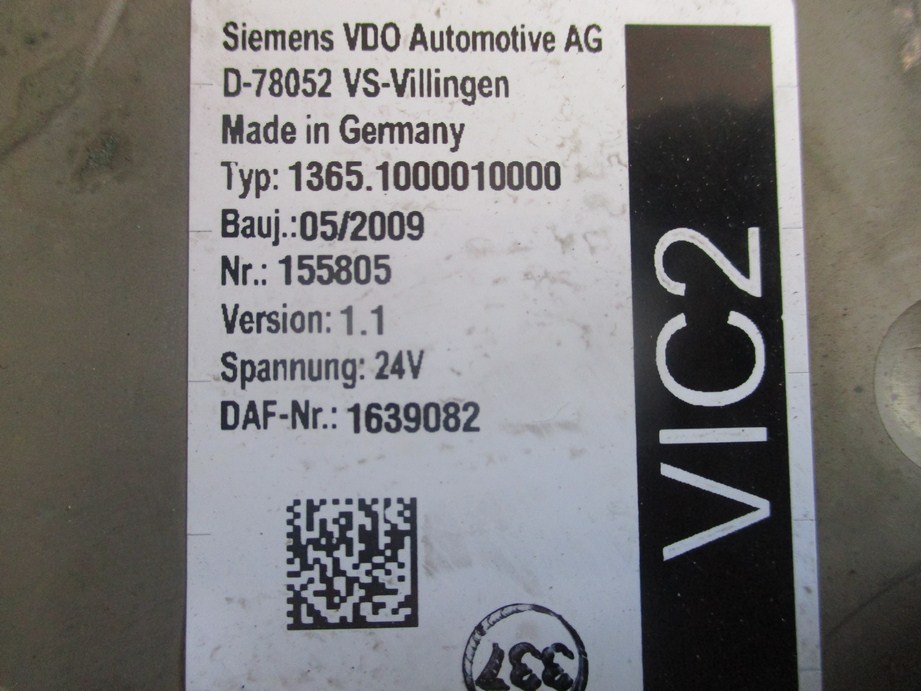 Siemens VDO Automotive AG
D-78052 VS-Villingen
Made in Germany
Typ: 1365.1000010000
Bauj.:05/2009
Nr.: 155805
Version: 1.1
Spannung: 24V
DAF-Nr.: 1639082
VIC2
337